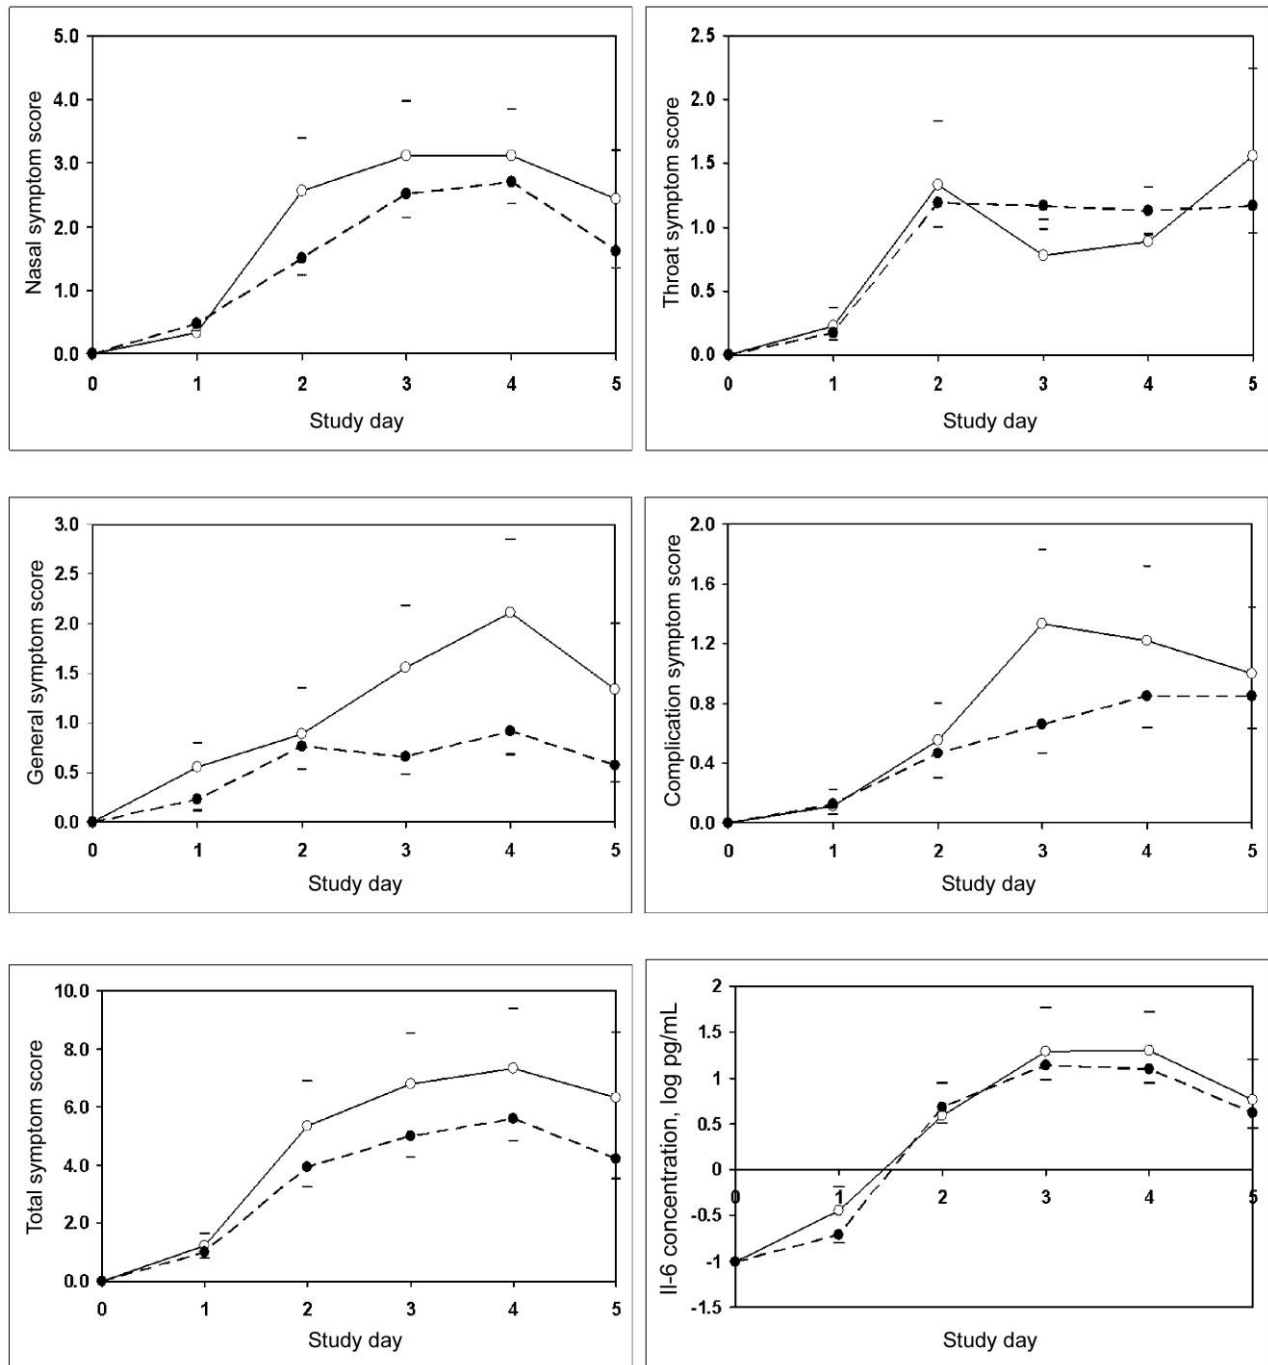 Nasal symptom score
5.0
4.0
3.0
2.0
1.0
0.0
0 1 2 3 4 5
Study day
Throat symptom score
2.5
2.0
1.5
1.0
0.5
0.0
0 1 2 3 4 5
Study day
General symptom score
3.0
2.5
2.0
1.5
1.0
0.5
0.0
0 1 2 3 4 5
Study day
Complication symptom score
2.0
1.6
1.2
0.8
0.4
0.0
0 1 2 3 4 5
Study day
Total symptom score
10.0
8.0
6.0
4.0
2.0
0.0
0 1 2 3 4 5
Study day
Il-6 concentration, log pg/mL
2
1.5
1
0.5
0
-0.5
-1
-1.5
0 1 2 3 4 5
Study day